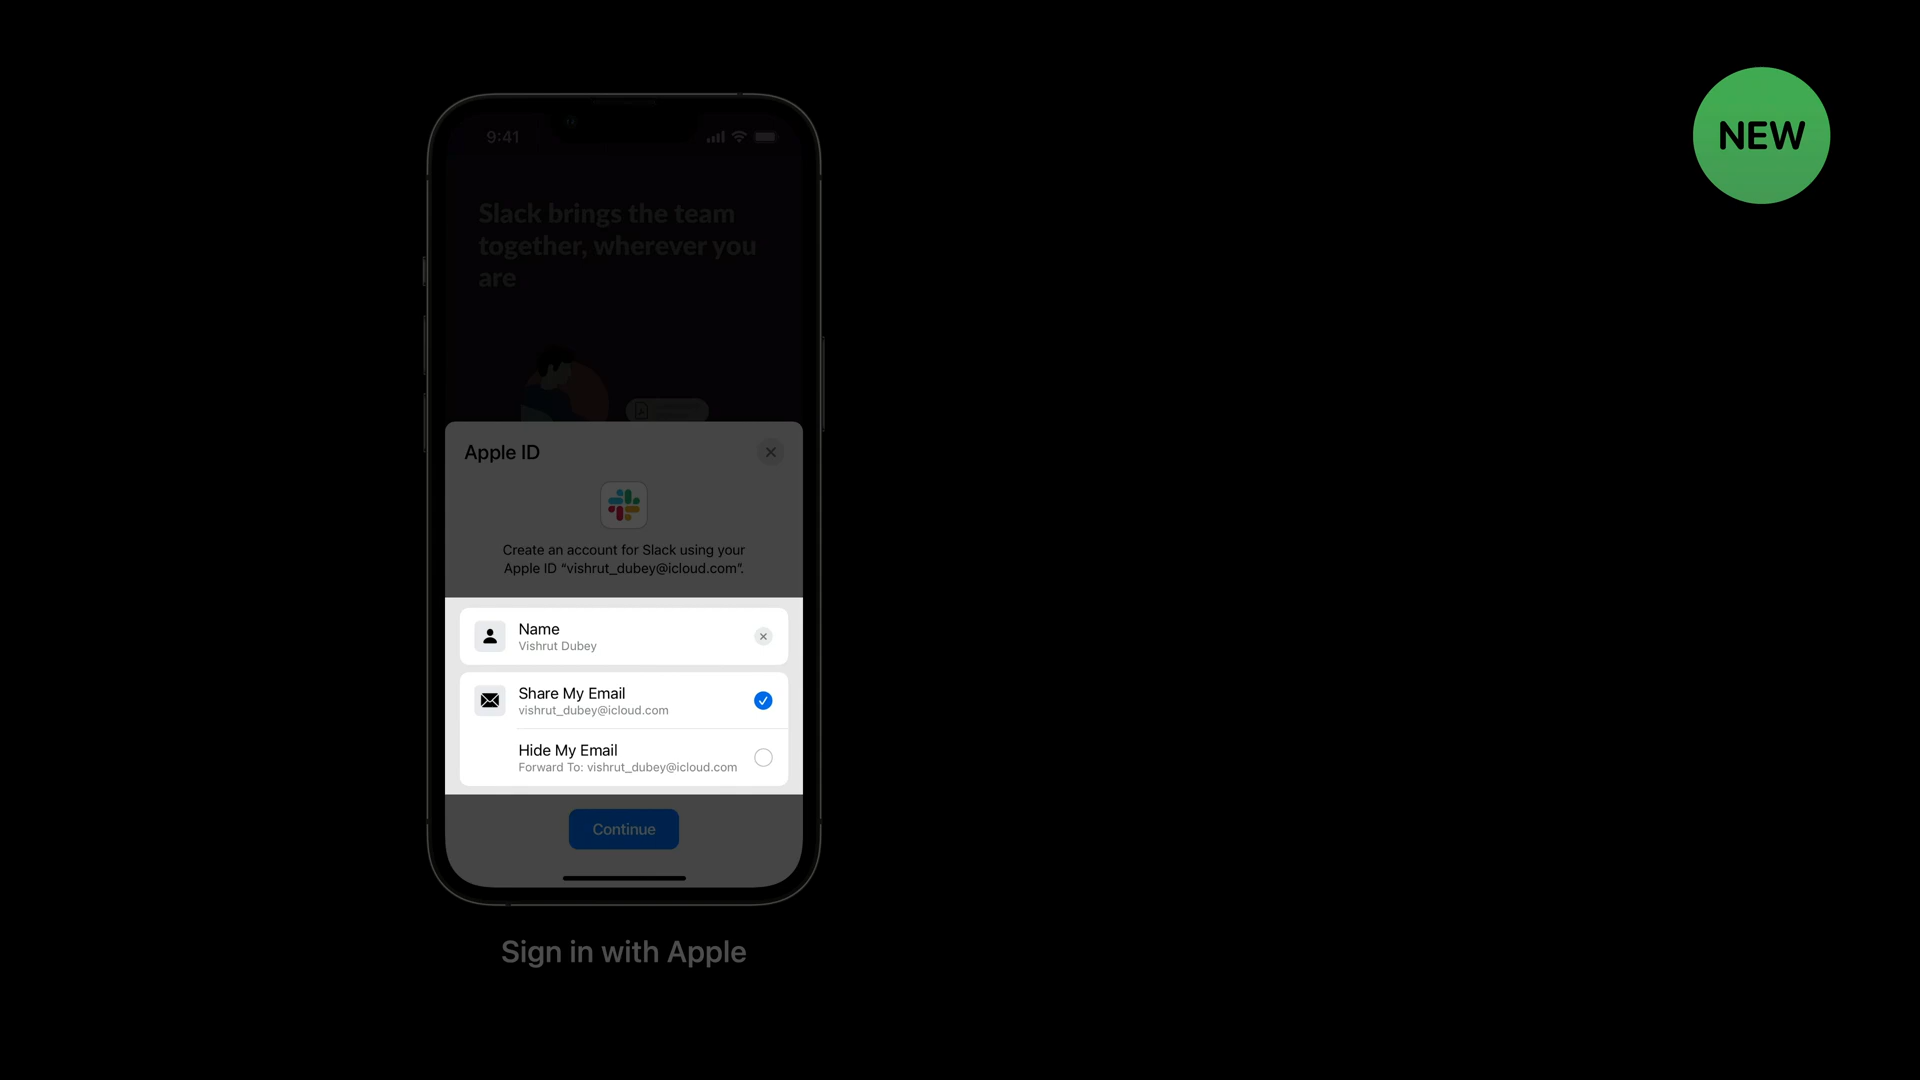 NEW
9:41
Slack brings the team
together, wherever you
are
Apple ID
Create an account for Slack using your
Apple ID “vishrut_dubey@icloud.com”.
Name
Vishrut Dubey
Share My Email
vishrut_dubey@icloud.com
Hide My Email
Forward To: vishrut_dubey@icloud.com
Continue
Sign in with Apple